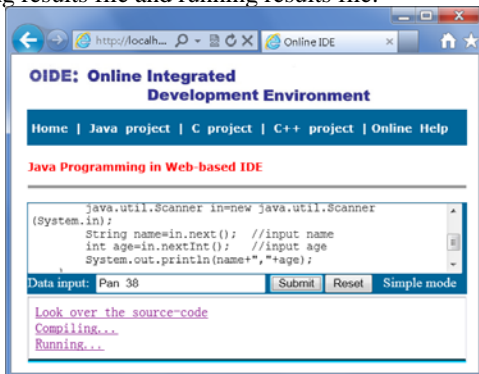 ng results file and running results file.
http://localh...
Online IDE
OIDE: Online Integrated
Development Environment
Home | Java project | C project | C++ project | Online Help
Java Programming in Web-based IDE
java.util.Scanner in=new java.util.Scanner
(System.in);
String name=in.next(); //input name
int age=in.nextInt(); //input age
System.out.println(name+","+age);
Data input: Pan 38 Submit Reset Simple mode
Look over the source-code
Compiling...
Running...